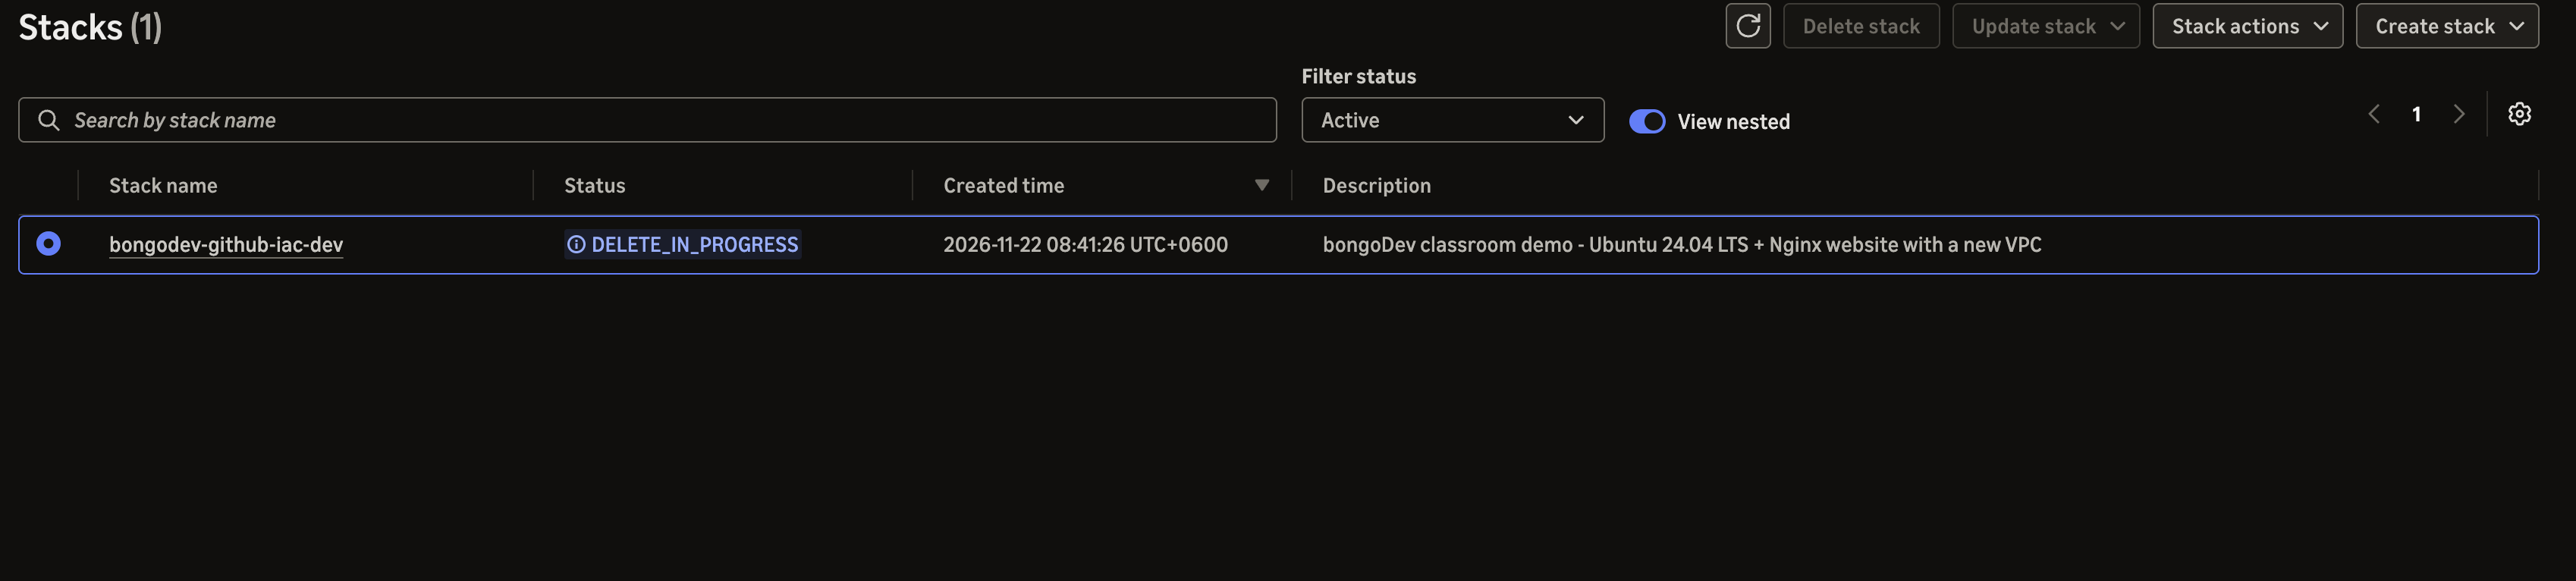 Stacks (1)
Delete stack
Update stack
Stack actions
Create stack
Filter status
Search by stack name
Active
View nested
1
Stack name
Status
Created time
Description
bongodev-github-iac-dev
DELETE_IN_PROGRESS
2026-11-22 08:41:26 UTC+0600
bongoDev classroom demo - Ubuntu 24.04 LTS + Nginx website with a new VPC